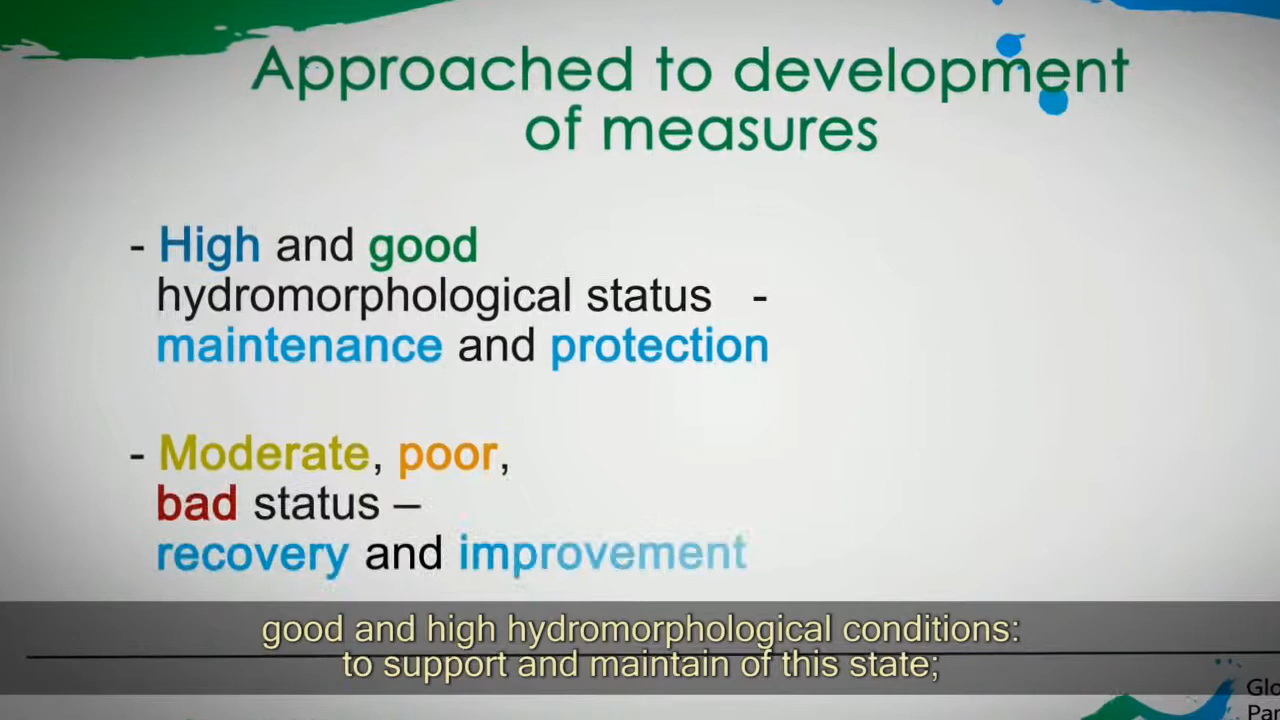 Approached to development
of measures
- High and good
hydromorphological status -
maintenance and protection
- Moderate, poor,
bad status –
recovery and improvement
good and high hydromorphological conditions:
to support and maintain of this state;